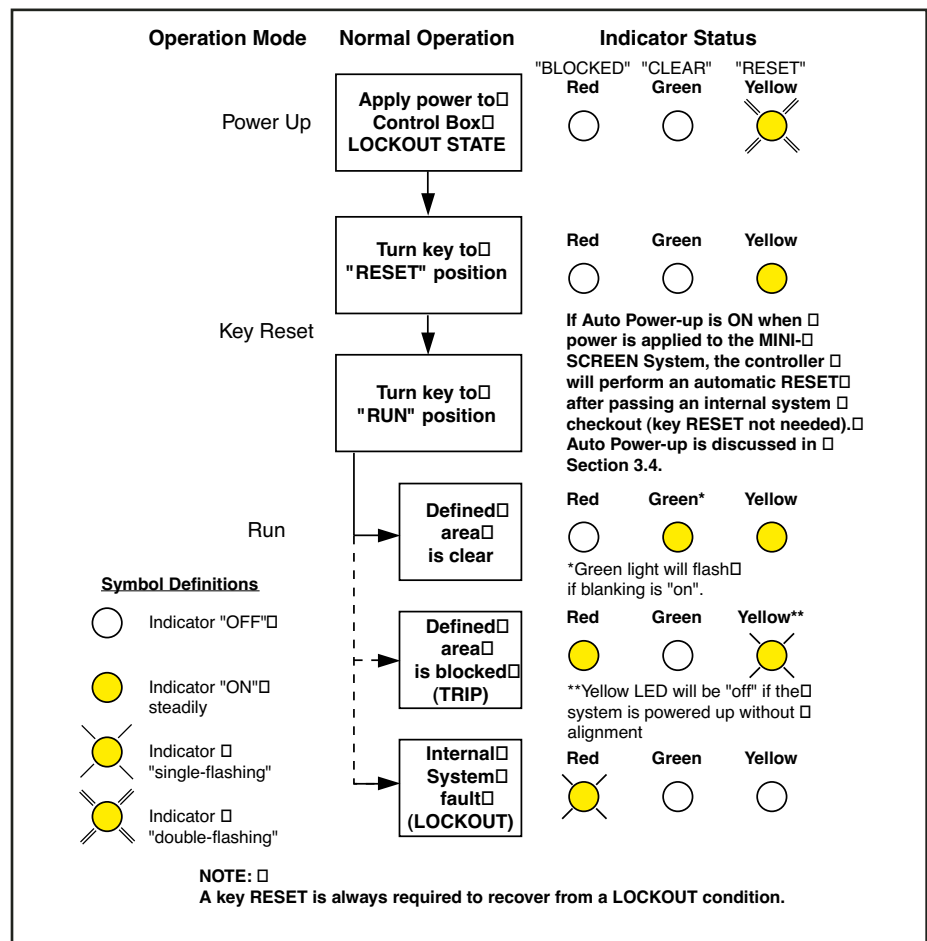 Operation Mode Normal Operation Indicator Status
"BLOCKED" "CLEAR" "RESET"
Red Green Yellow
Power Up
Apply power to□
Control Box□
LOCKOUT STATE
Turn key to□
"RESET" position
Red Green Yellow
Key Reset
If Auto Power-up is ON when □
power is applied to the MINI-□
SCREEN System, the controller □
will perform an automatic RESET□
after passing an internal system □
checkout (key RESET not needed).□
Auto Power-up is discussed in □
Section 3.4.
Turn key to□
"RUN" position
Run
Defined□
area□
is clear
Red Green* Yellow
*Green light will flash□
if blanking is "on".
Defined□
area□
is blocked□
(TRIP)
Red Green Yellow**
**Yellow LED will be "off" if the□
system is powered up without □
alignment
Internal□
System□
fault□
(LOCKOUT)
Red Green Yellow
Symbol Definitions
Indicator "OFF"□
Indicator "ON"□
steadily
Indicator □
"single-flashing"
Indicator □
"double-flashing"
NOTE: □
A key RESET is always required to recover from a LOCKOUT condition.